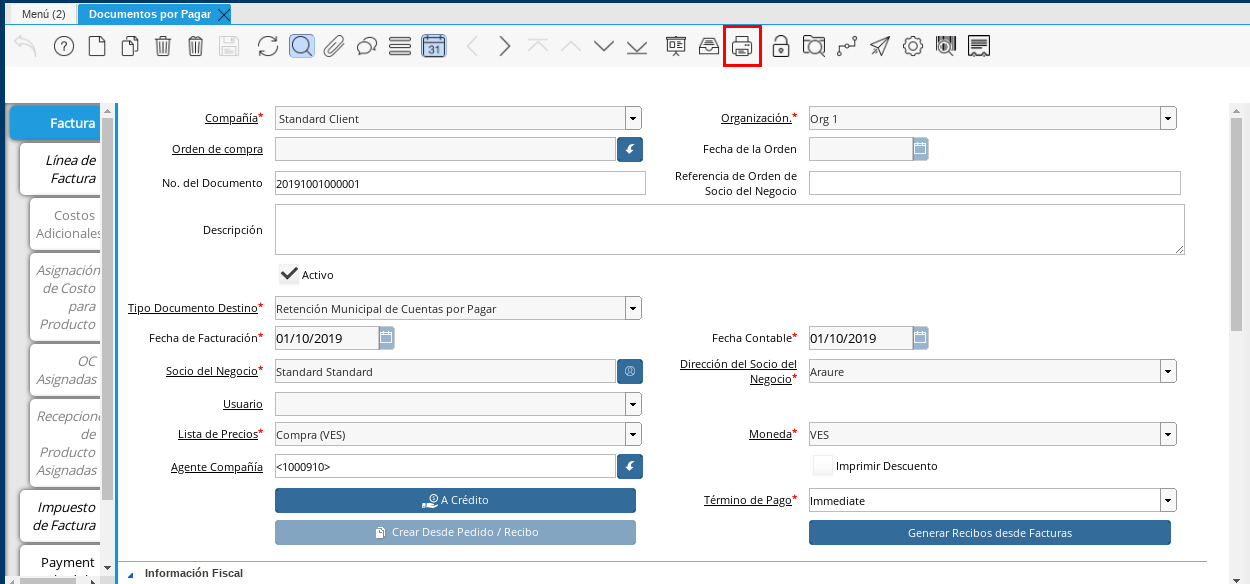 Menú (2)
Documentos por Pagar
31
Factura
Línea de
Factura
Costos
Adicionales
Asignación
de Costo
para
Producto
OC
Asignadas
Recepciones
de
Producto
Asignadas
Impuesto
de Factura
Payment
Compañía*
Standard Client
Organización.*
Org 1
Orden de compra
Fecha de la Orden
No. del Documento
20191001000001
Referencia de Orden de
Socio del Negocio
Descripción
Activo
Tipo Documento Destino*
Retención Municipal de Cuentas por Pagar
Fecha de Facturación*
01/10/2019
Fecha Contable*
01/10/2019
Socio del Negocio*
Standard Standard
Dirección del Socio del
Negocio*
Araure
Usuario
Lista de Precios*
Compra (VES)
Moneda*
VES
Agente Compañía
<1000910>
Imprimir Descuento
A Crédito
Término de Pago*
Immediate
Crear Desde Pedido / Recibo
Generar Recibos desde Facturas
Información Fiscal